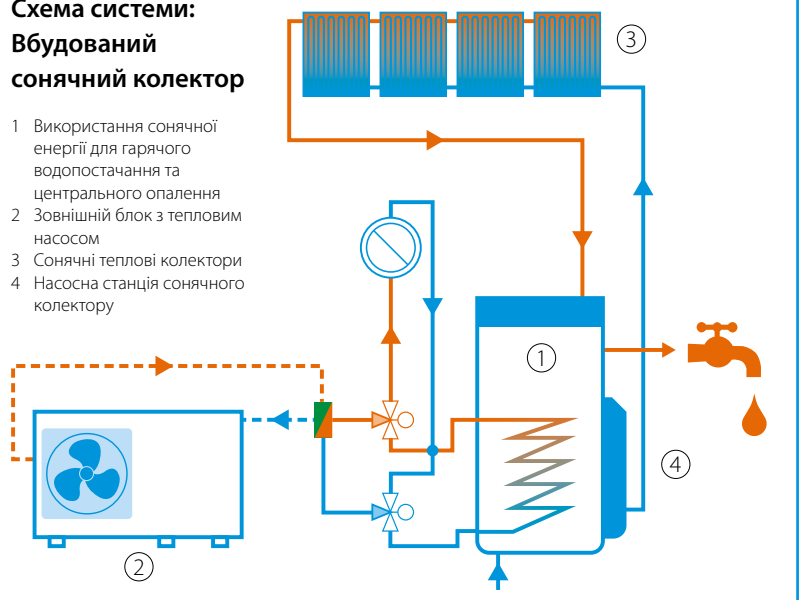 Схема системи:
Вбудований
сонячний колектор
1 Використання сонячної
енергії для гарячого
водопостачання та
центрального опалення
2 Зовнішній блок з тепловим
насосом
3 Сонячні теплові колектори
4 Насосна станція сонячного
колектору
3
1
4
2